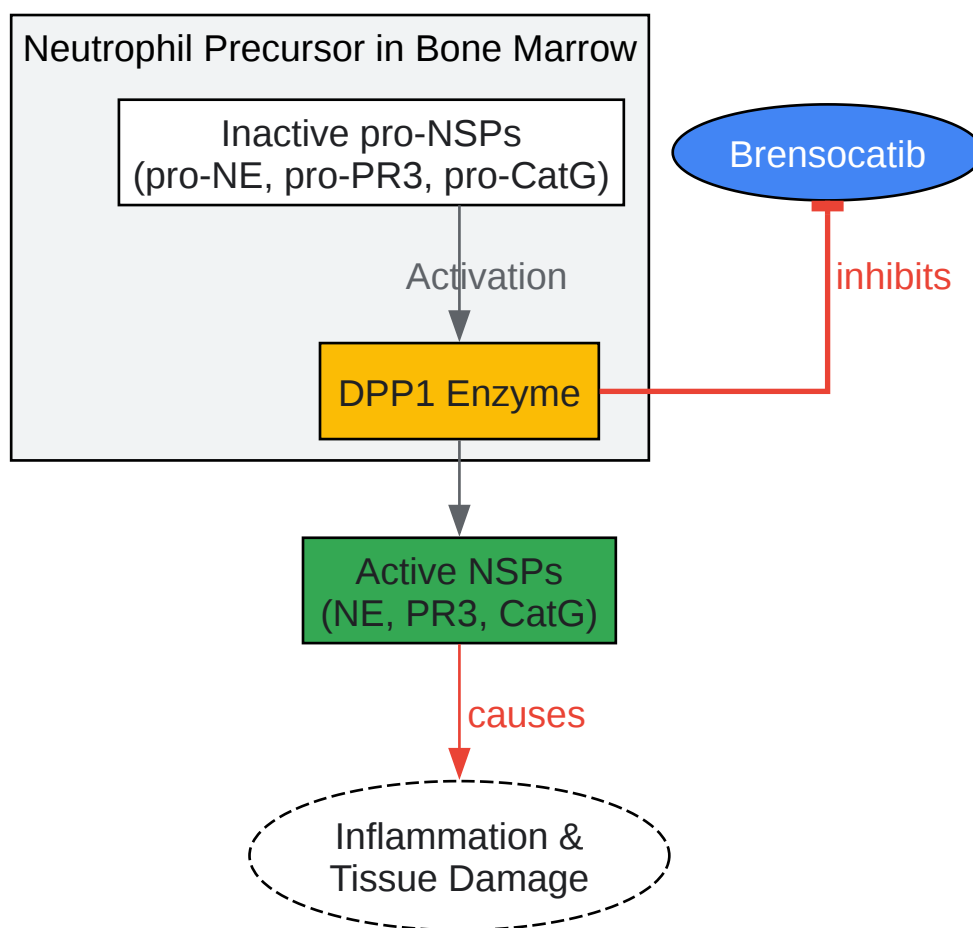 Neutrophil Precursor in Bone Marrow
Inactive pro-NSPs
(pro-NE, pro-PR3, pro-CatG)
Brensocatib
Activation
inhibits
DPP1 Enzyme
Active NSPs
(NE, PR3, CatG)
causes
Inflammation &
Tissue Damage